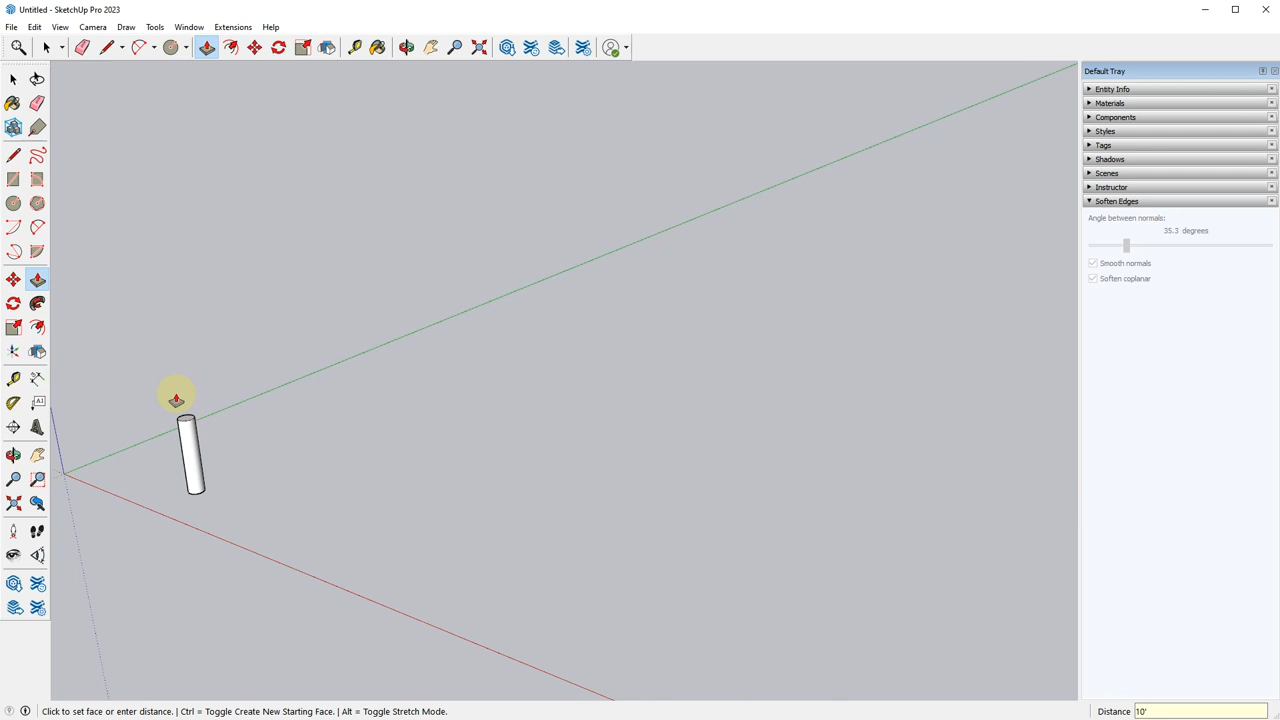 Untitled - SketchUp Pro 2023
File Edit View Camera Draw Tools Window Extensions Help
Default Tray
Entity Info
Materials
Components
Styles
Tags
Shadows
Scenes
Instructor
Soften Edges
Angle between normals:
35.3 degrees
Smooth normals
Soften coplanar
Click to set face or enter distance. | Ctrl = Toggle Create New Starting Face. | Alt = Toggle Stretch Mode. Distance 10'